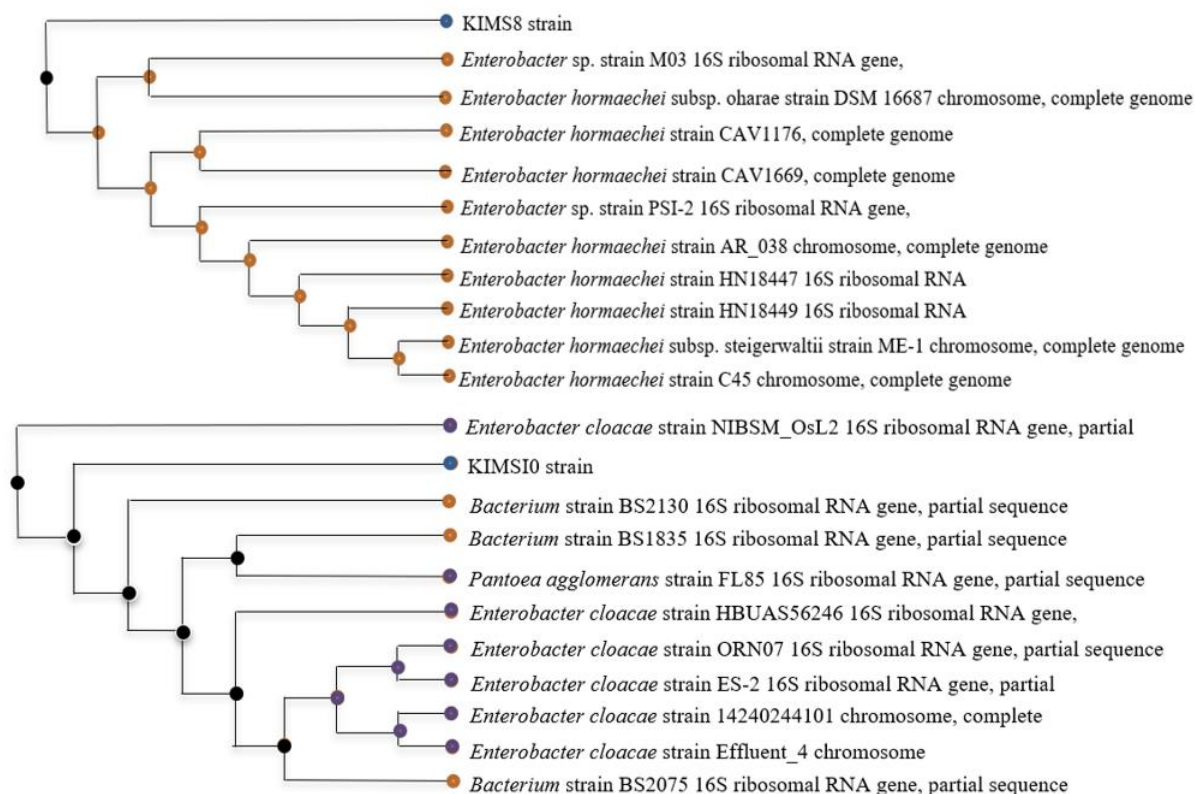 KIMS8 strain
Enterobacter sp. strain M03 16S ribosomal RNA gene,
Enterobacter hormaechei subsp. oharae strain DSM 16687 chromosome, complete genome
Enterobacter hormaechei strain CAV1176, complete genome
Enterobacter hormaechei strain CAV1669, complete genome
Enterobacter sp. strain PSI-2 16S ribosomal RNA gene,
Enterobacter hormaechei strain AR_038 chromosome, complete genome
Enterobacter hormaechei strain HN18447 16S ribosomal RNA
Enterobacter hormaechei strain HN18449 16S ribosomal RNA
Enterobacter hormaechei subsp. steigerwaltii strain ME-1 chromosome, complete genome
Enterobacter hormaechei strain C45 chromosome, complete genome
Enterobacter cloacae strain NIBSM_OsL2 16S ribosomal RNA gene, partial
KIMSI0 strain
Bacterium strain BS2130 16S ribosomal RNA gene, partial sequence
Bacterium strain BS1835 16S ribosomal RNA gene, partial sequence
Pantoea agglomerans strain FL85 16S ribosomal RNA gene, partial sequence
Enterobacter cloacae strain HBUAS56246 16S ribosomal RNA gene,
Enterobacter cloacae strain ORN07 16S ribosomal RNA gene, partial sequence
Enterobacter cloacae strain ES-2 16S ribosomal RNA gene, partial
Enterobacter cloacae strain 14240244101 chromosome, complete
Enterobacter cloacae strain Effluent_4 chromosome
Bacterium strain BS2075 16S ribosomal RNA gene, partial sequence